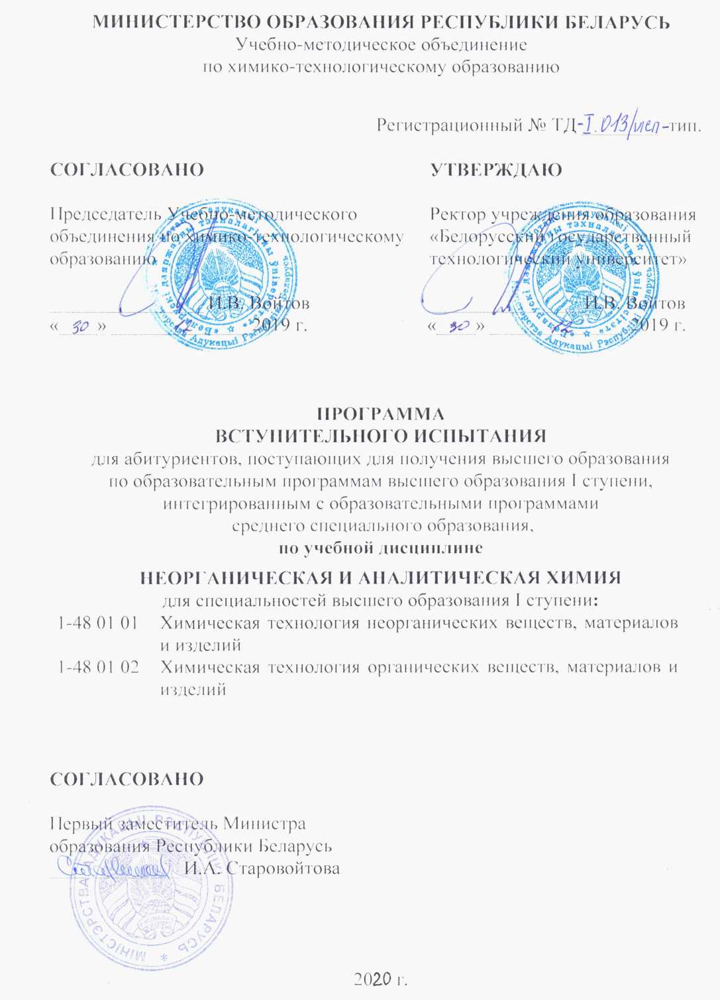 МИНИСТЕРСТВО ОБРАЗОВАНИЯ РЕСПУБЛИКИ БЕЛАРУСЬ
Учебно-методическое объединение
по химико-технологическому образованию
Регистрационный № ТД-I.013/исп-тип.
СОГЛАСОВАНО
Председатель Учебно-методического
объединения по химико-технологическому
образованию
И.В. Войтов
« 30 » 12 2019 г.
УТВЕРЖДАЮ
Ректор учреждения образования
«Белорусский государственный
технологический университет»
И.В. Войтов
« 30 » 12 2019 г.
ПРОГРАММА
ВСТУПИТЕЛЬНОГО ИСПЫТАНИЯ
для абитуриентов, поступающих для получения высшего образования
по образовательным программам высшего образования I ступени,
интегрированным с образовательными программами
среднего специального образования,
по учебной дисциплине
НЕОРГАНИЧЕСКАЯ И АНАЛИТИЧЕСКАЯ ХИМИЯ
для специальностей высшего образования I ступени:
1-48 01 01 Химическая технология неорганических веществ, материалов
и изделий
1-48 01 02 Химическая технология органических веществ, материалов и
изделий
СОГЛАСОВАНО
Первый заместитель Министра
образования Республики Беларусь
И.А. Старовойтова
МІНІСТЭРСТВА АДУКАЦЫІ РЭСПУБЛІКІ БЕЛАРУСЬ
2020 г.